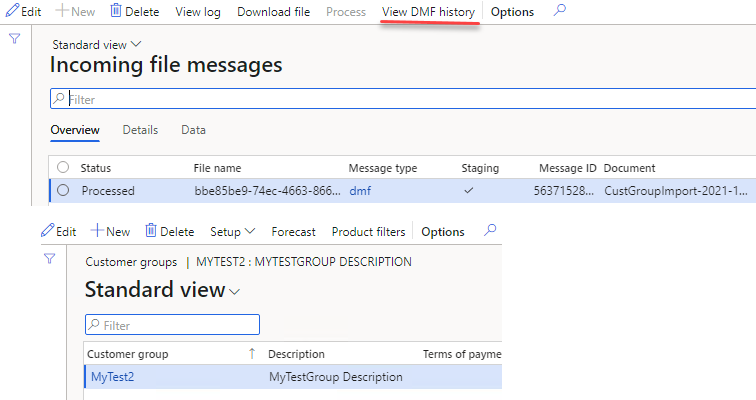 Edit New Delete View log Download file Process View DMF history Options
Standard view
Incoming file messages
Filter
Overview Details Data
Status File name Message type Staging Message ID Document
Processed bbe85be9-74ec-4663-866... dmf 56371528... CustGroupImport-2021-1...
Edit New Delete Setup Forecast Product filters Options
Customer groups | MYTEST2 : MYTESTGROUP DESCRIPTION
Standard view
Filter
Customer group Description Terms of payme
MyTest2 MyTestGroup Description